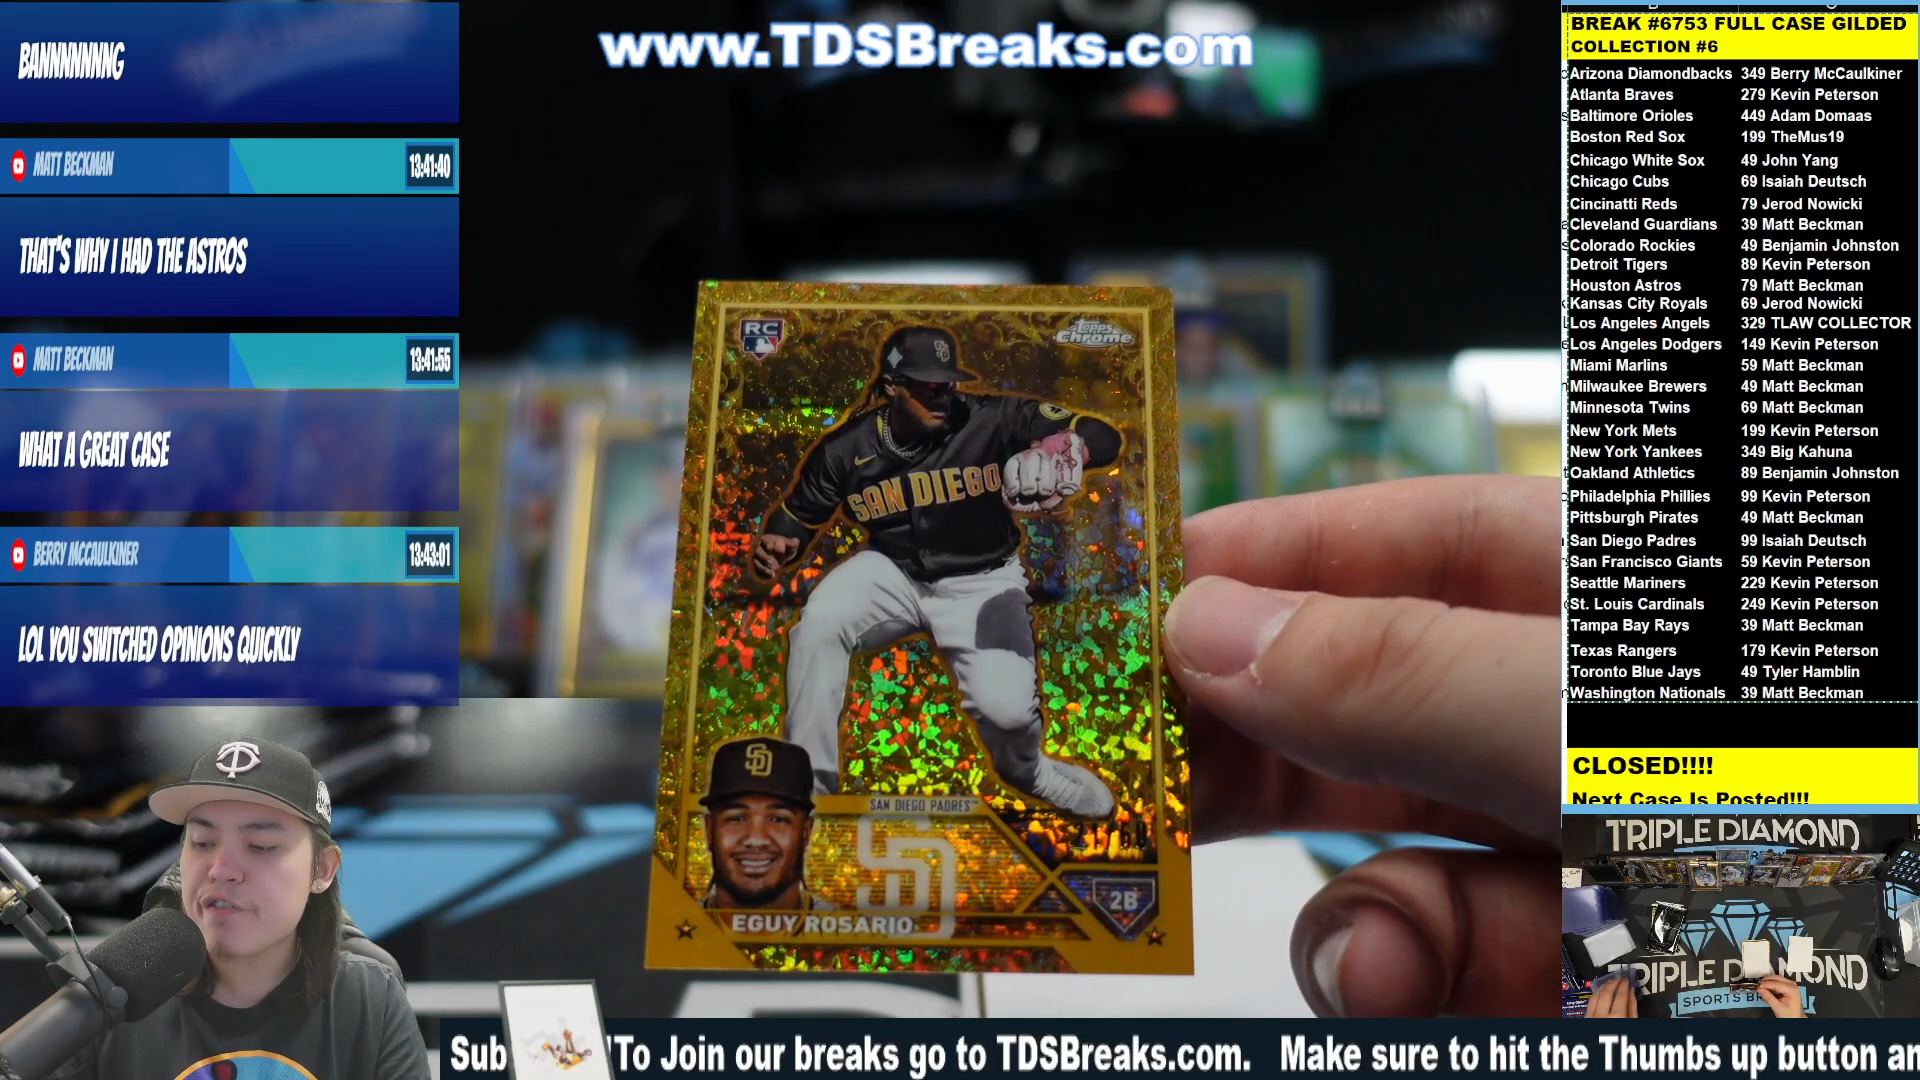 BANNNNNNG
MATT BECKMAN 13:41:40
THAT'S WHY I HAD THE ASTROS
MATT BECKMAN 13:41:55
WHAT A GREAT CASE
BERRY MCCAULKINER 13:43:01
LOL YOU SWITCHED OPINIONS QUICKLY
www.TDSBreaks.com
RC
Topps Chrome
SAN DIEGO
SD
SAN DIEGO PADRES™
SD
2B
EGUY ROSARIO
BREAK #6753 FULL CASE GILDED
COLLECTION #6
Arizona Diamondbacks 349 Berry McCaulkiner
Atlanta Braves 279 Kevin Peterson
Baltimore Orioles 449 Adam Domaas
Boston Red Sox 199 TheMus19
Chicago White Sox 49 John Yang
Chicago Cubs 69 Isaiah Deutsch
Cincinatti Reds 79 Jerod Nowicki
Cleveland Guardians 39 Matt Beckman
Colorado Rockies 49 Benjamin Johnston
Detroit Tigers 89 Kevin Peterson
Houston Astros 79 Matt Beckman
Kansas City Royals 69 Jerod Nowicki
Los Angeles Angels 329 TLAW COLLECTOR
Los Angeles Dodgers 149 Kevin Peterson
Miami Marlins 59 Matt Beckman
Milwaukee Brewers 49 Matt Beckman
Minnesota Twins 69 Matt Beckman
New York Mets 199 Kevin Peterson
New York Yankees 349 Big Kahuna
Oakland Athletics 89 Benjamin Johnston
Philadelphia Phillies 99 Kevin Peterson
Pittsburgh Pirates 49 Matt Beckman
San Diego Padres 99 Isaiah Deutsch
San Francisco Giants 59 Kevin Peterson
Seattle Mariners 229 Kevin Peterson
St. Louis Cardinals 249 Kevin Peterson
Tampa Bay Rays 39 Matt Beckman
Texas Rangers 179 Kevin Peterson
Toronto Blue Jays 49 Tyler Hamblin
Washington Nationals 39 Matt Beckman
CLOSED!!!!
Next Case Is Posted!!!
TRIPLE DIAMOND
TRIPLE DIAMOND
SPORTS
Sub To Join our breaks go to TDSBreaks.com. Make sure to hit the Thumbs up button an